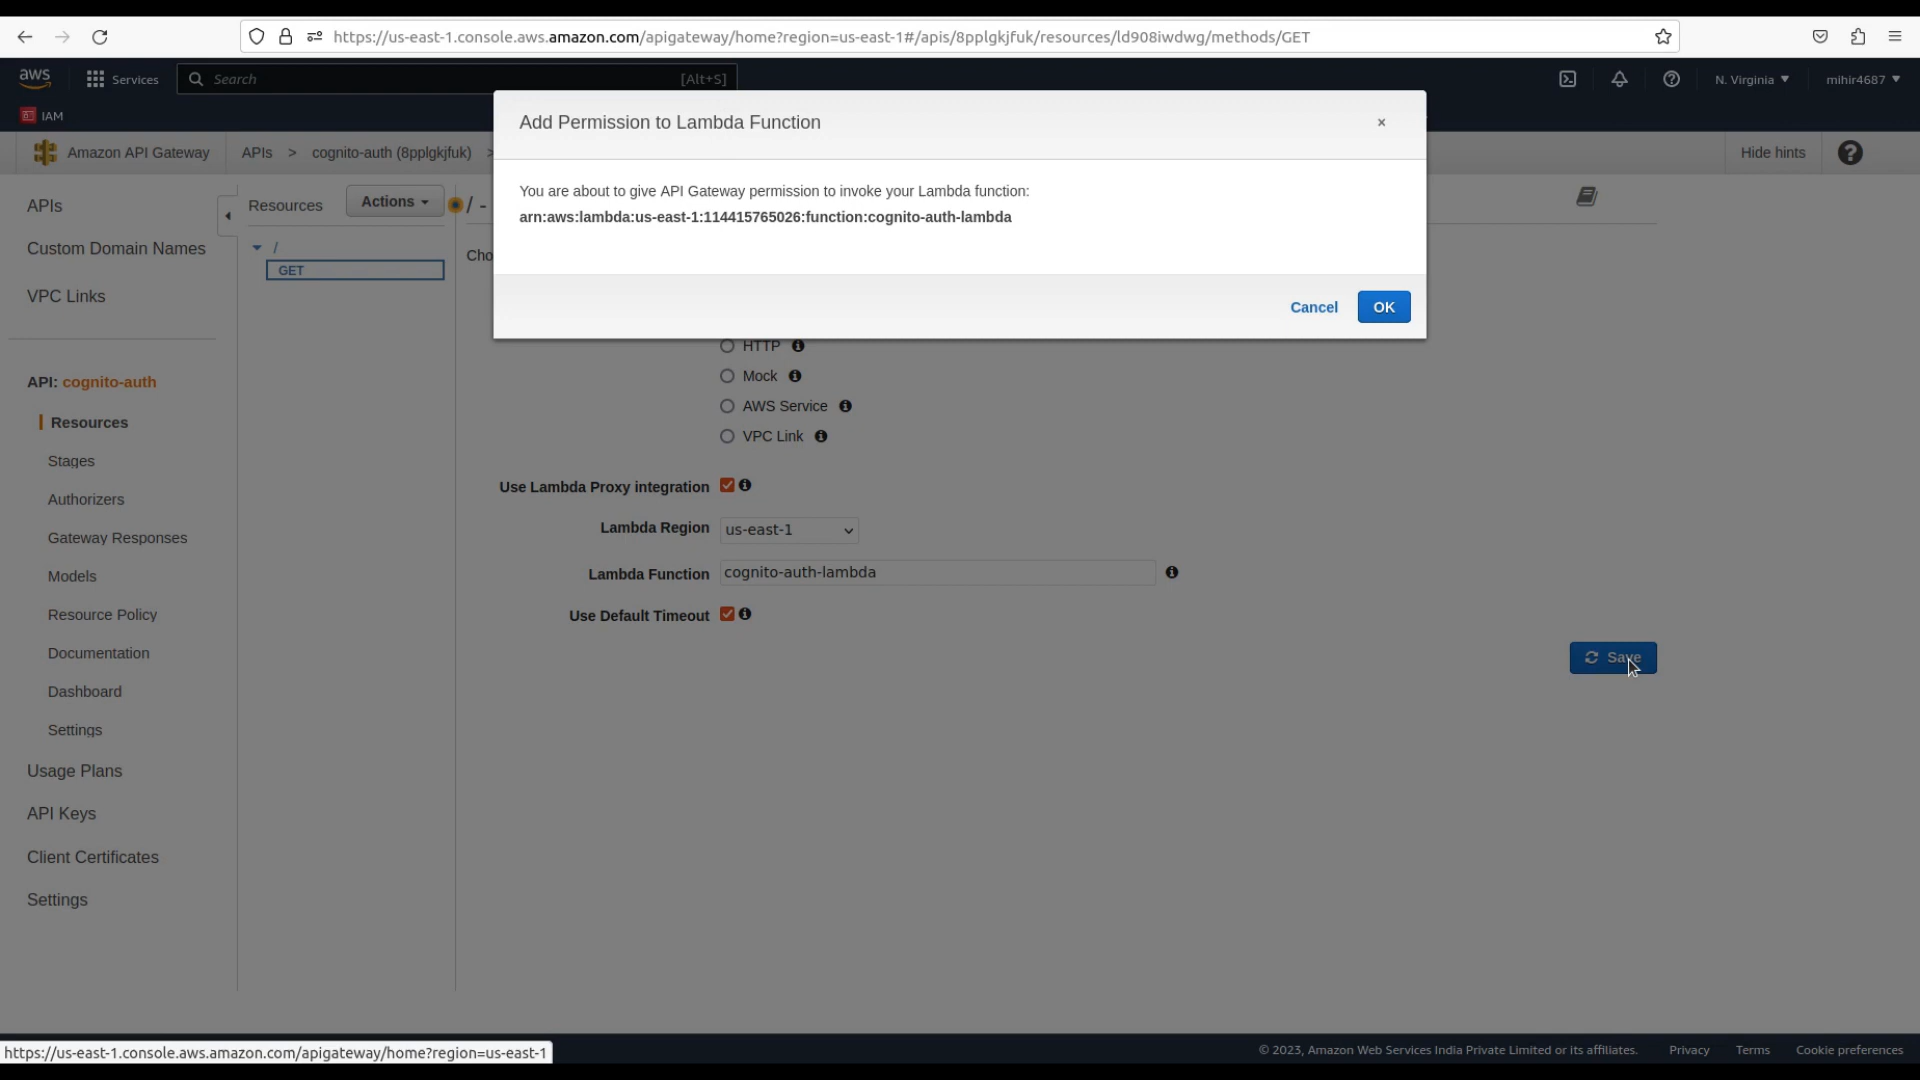 https://us-east-1.console.aws.amazon.com/apigateway/home?region=us-east-1#/apis/8pplgkjfuk/resources/ld908iwdwg/methods/GET
aws Services Search [Alt+S] N. Virginia mihir4687
IAM
Add Permission to Lambda Function ×
Amazon API Gateway APIs > cognito-auth (8pplgkjfuk) > Hide hints ?
You are about to give API Gateway permission to invoke your Lambda function:
arn:aws:lambda:us-east-1:114415765026:function:cognito-auth-lambda
Cancel OK
APIs
Custom Domain Names
VPC Links
API: cognito-auth
Resources
Stages
Authorizers
Gateway Responses
Models
Resource Policy
Documentation
Dashboard
Settings
Usage Plans
API Keys
Client Certificates
Settings
Resources Actions / -
/
GET
Cho
HTTP
Mock
AWS Service
VPC Link
Use Lambda Proxy integration
Lambda Region us-east-1
Lambda Function cognito-auth-lambda
Use Default Timeout
Save
https://us-east-1.console.aws.amazon.com/apigateway/home?region=us-east-1
© 2023, Amazon Web Services India Private Limited or its affiliates. Privacy Terms Cookie preferences